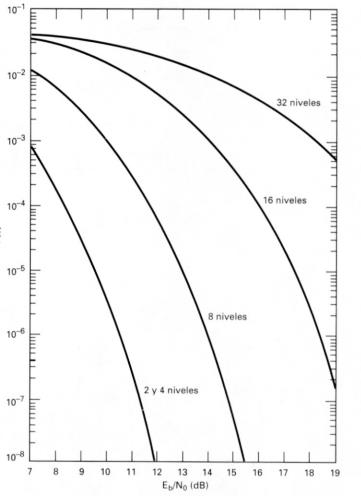 10⁻¹
10⁻²
32 niveles
10⁻³
16 niveles
10⁻⁴
10⁻⁵
8 niveles
10⁻⁶
2 y 4 niveles
10⁻⁷
10⁻⁸
7 8 9 10 11 12 13 14 15 16 17 18 19
E_b/N_0 (dB)